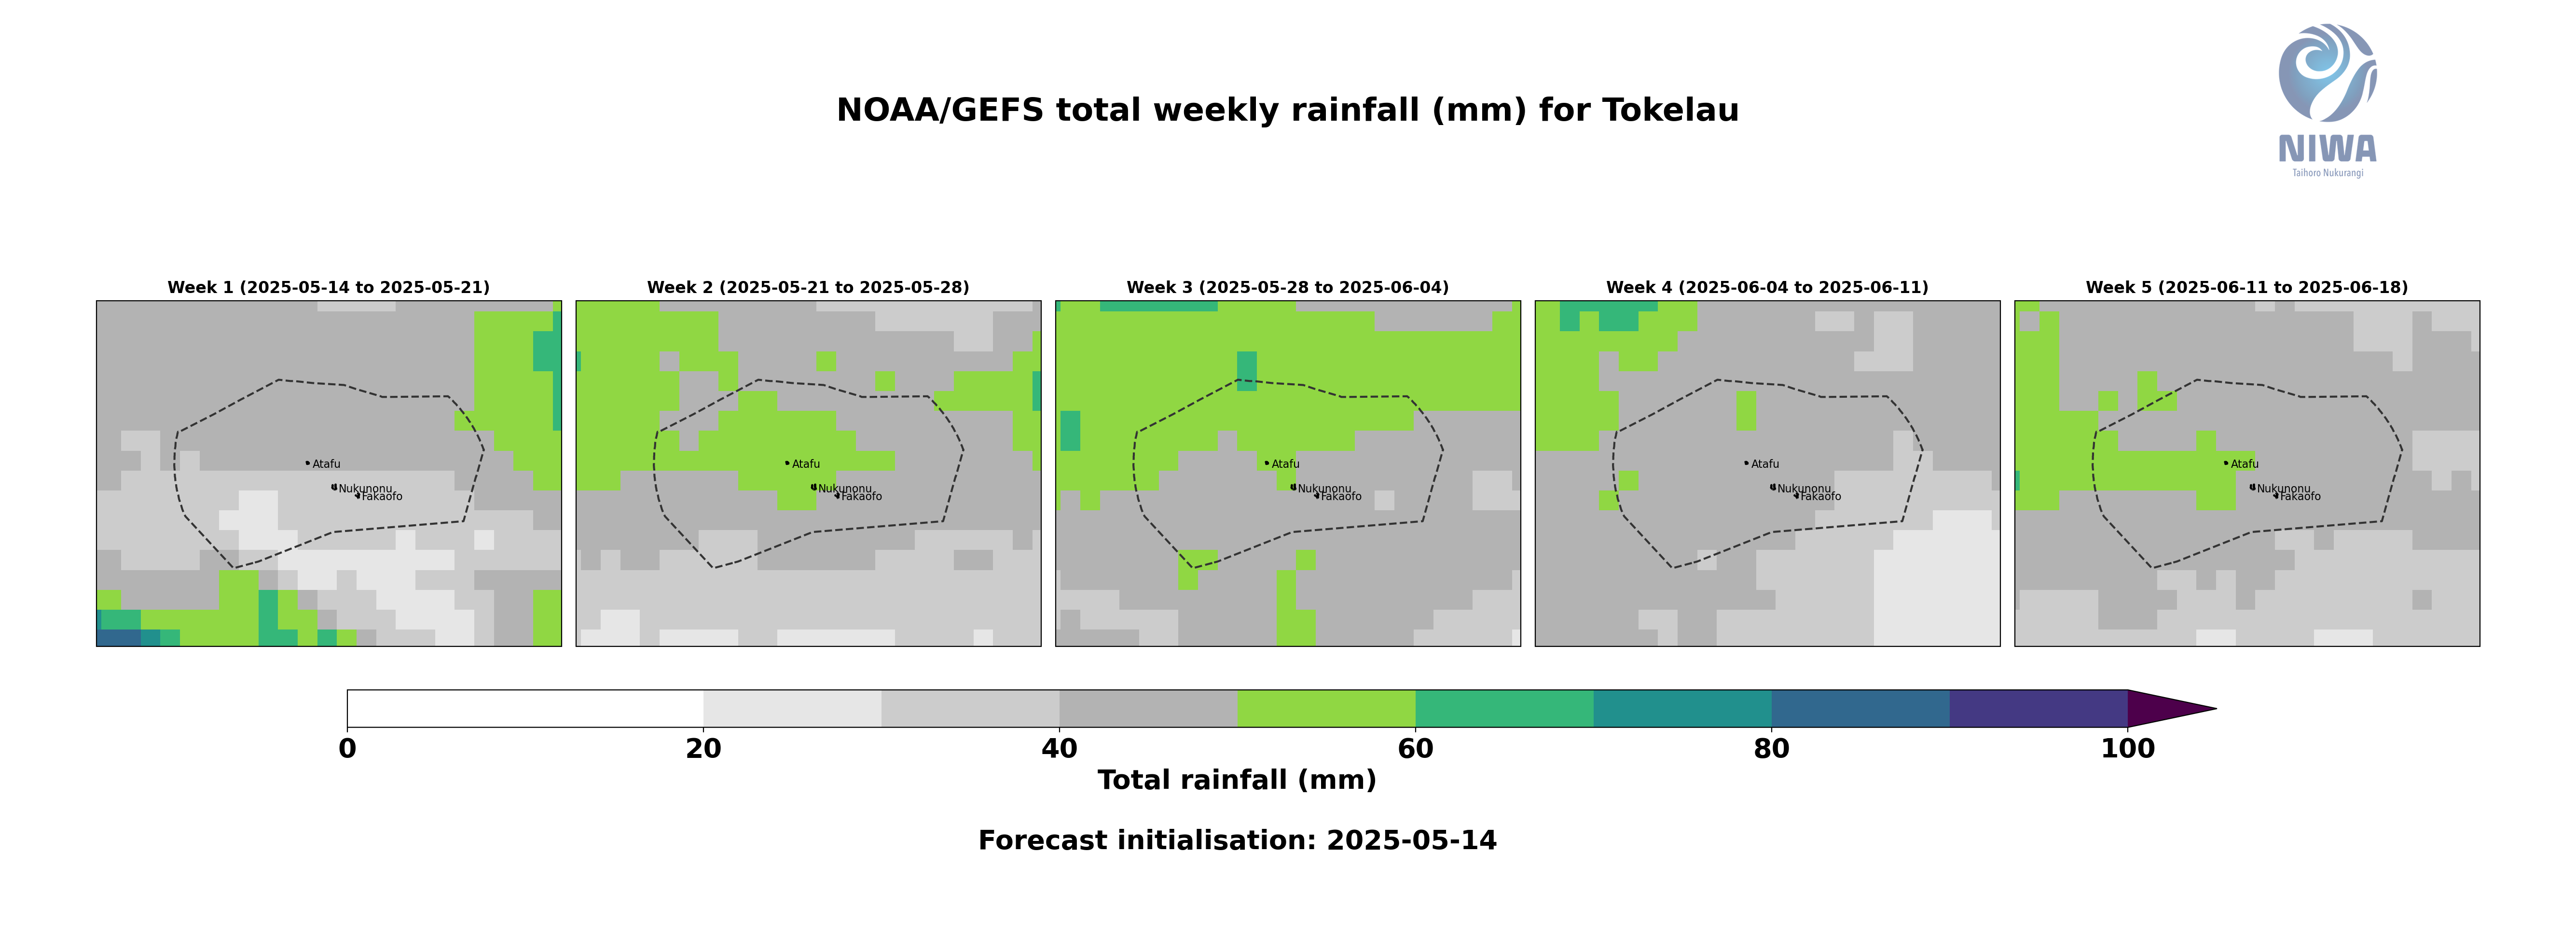 NOAA/GEFS total weekly rainfall (mm) for Tokelau
NIWA
Taihoro Nukurangi
Week 1 (2025-05-14 to 2025-05-21)
Week 2 (2025-05-21 to 2025-05-28)
Week 3 (2025-05-28 to 2025-06-04)
Week 4 (2025-06-04 to 2025-06-11)
Week 5 (2025-06-11 to 2025-06-18)
Atafu
Nukunonu
Fakaofo
Atafu
Nukunonu
Fakaofo
Atafu
Nukunonu
Fakaofo
Atafu
Nukunonu
Fakaofo
Atafu
Nukunonu
Fakaofo
0 20 40 60 80 100
Total rainfall (mm)
Forecast initialisation: 2025-05-14